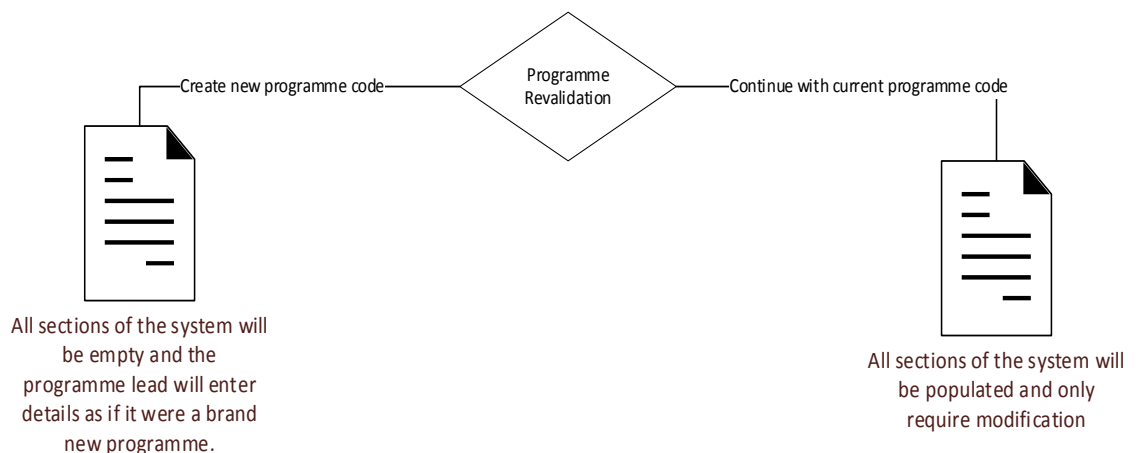 Programme
Revalidation
Create new programme code
Continue with current programme code
All sections of the system will
be empty and the
programme lead will enter
details as if it were a brand
new programme.
All sections of the system will
be populated and only
require modification